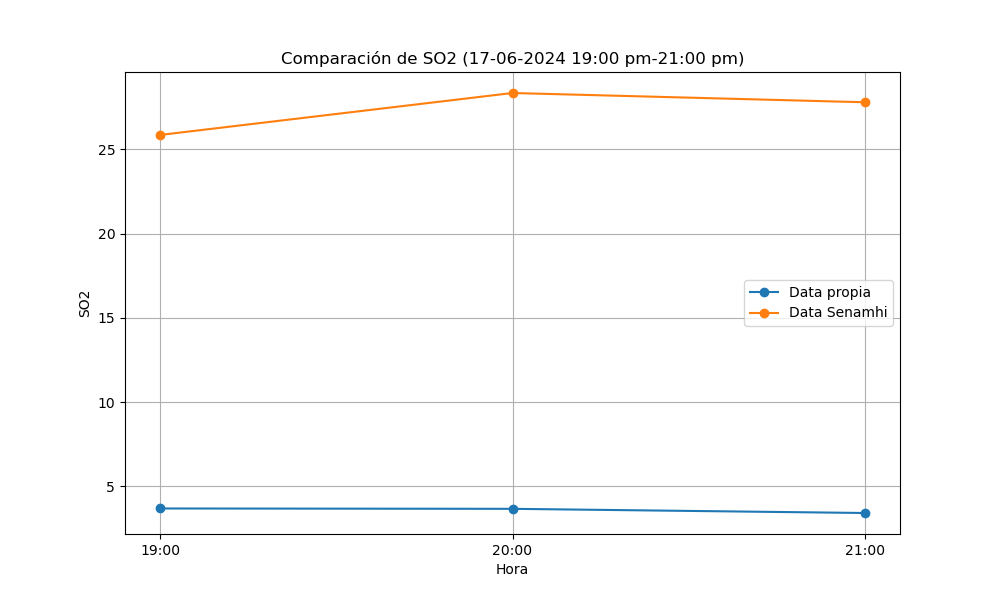 Comparación de SO2 (17-06-2024 19:00 pm-21:00 pm)
SO2
25
20
15
10
5
Data propia
Data Senamhi
19:00
20:00
21:00
Hora